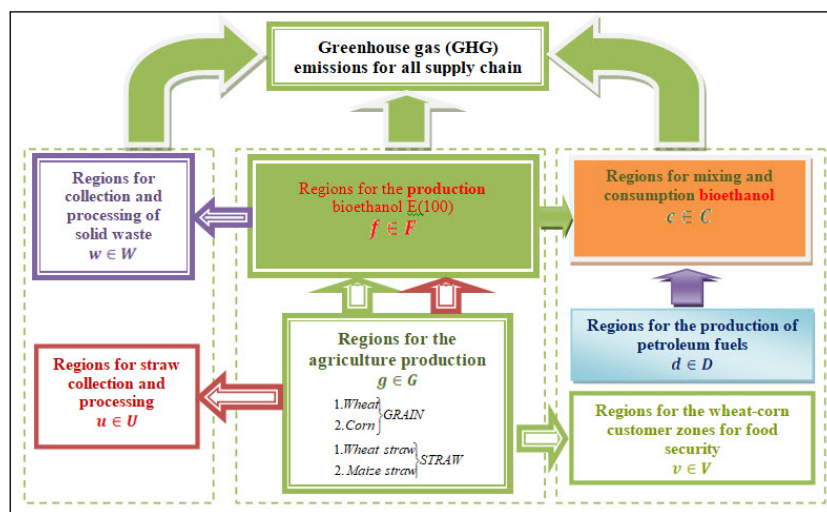 Greenhouse gas (GHG)
emissions for all supply chain
Regions for
collection and
processing of
solid waste
w ∈ W
Regions for the production
bioethanol E(100)
f ∈ F
Regions for mixing and
consumption bioethanol
c ∈ C
Regions for the production of
petroleum fuels
d ∈ D
Regions for straw
collection and
processing
u ∈ U
Regions for the
agriculture production
g ∈ G
1.Wheat
2. Corn
}GRAIN
1.Wheat straw
2. Maize straw
}STRAW
Regions for the wheat-corn
customer zones for food
security
v ∈ V